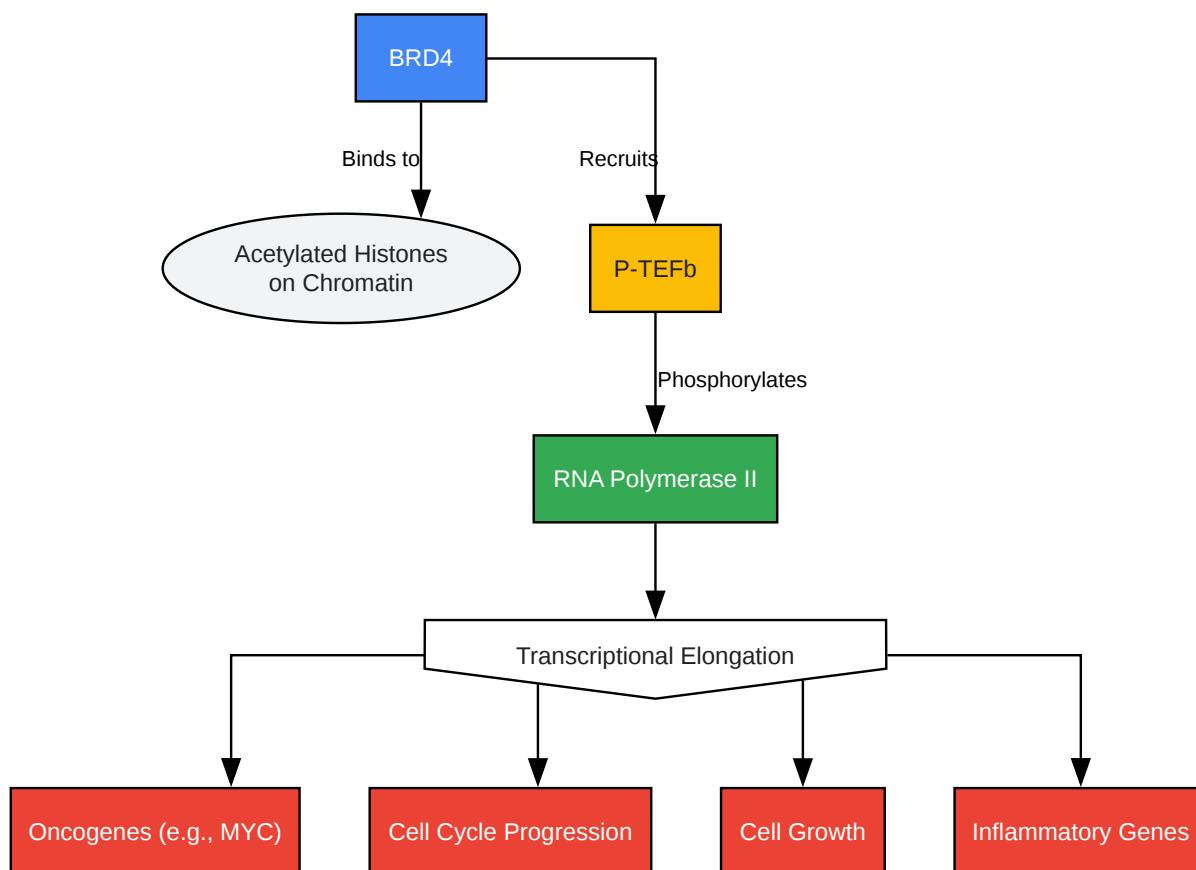 BRD4
Binds to
Recruits
Acetylated Histones
on Chromatin
P-TEFb
Phosphorylates
RNA Polymerase II
Transcriptional Elongation
Oncogenes (e.g., MYC)
Cell Cycle Progression
Cell Growth
Inflammatory Genes